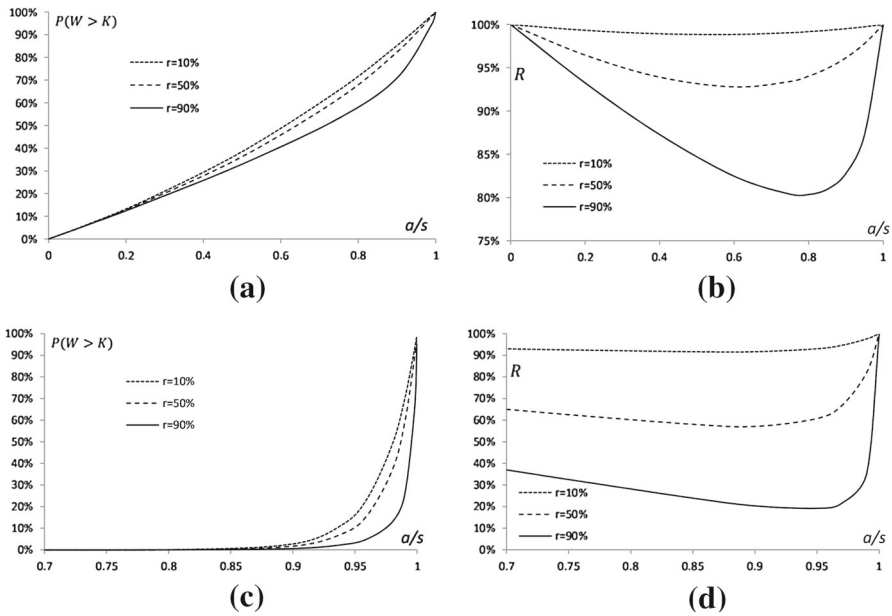 P(W > K)
100%
90%
80%
70%
60%
50%
40%
30%
20%
10%
0%
r=10%
r=50%
r=90%
a/s
0 0.2 0.4 0.6 0.8 1
(a)
100%
95%
90%
85%
80%
75%
R
r=10%
r=50%
r=90%
a/s
0 0.2 0.4 0.6 0.8 1
(b)
P(W > K)
100%
90%
80%
70%
60%
50%
40%
30%
20%
10%
0%
r=10%
r=50%
r=90%
a/s
0.7 0.75 0.8 0.85 0.9 0.95 1
(c)
100%
90%
80%
70%
60%
50%
40%
30%
20%
10%
0%
R
r=10%
r=50%
r=90%
a/s
0.7 0.75 0.8 0.85 0.9 0.95 1
(d)